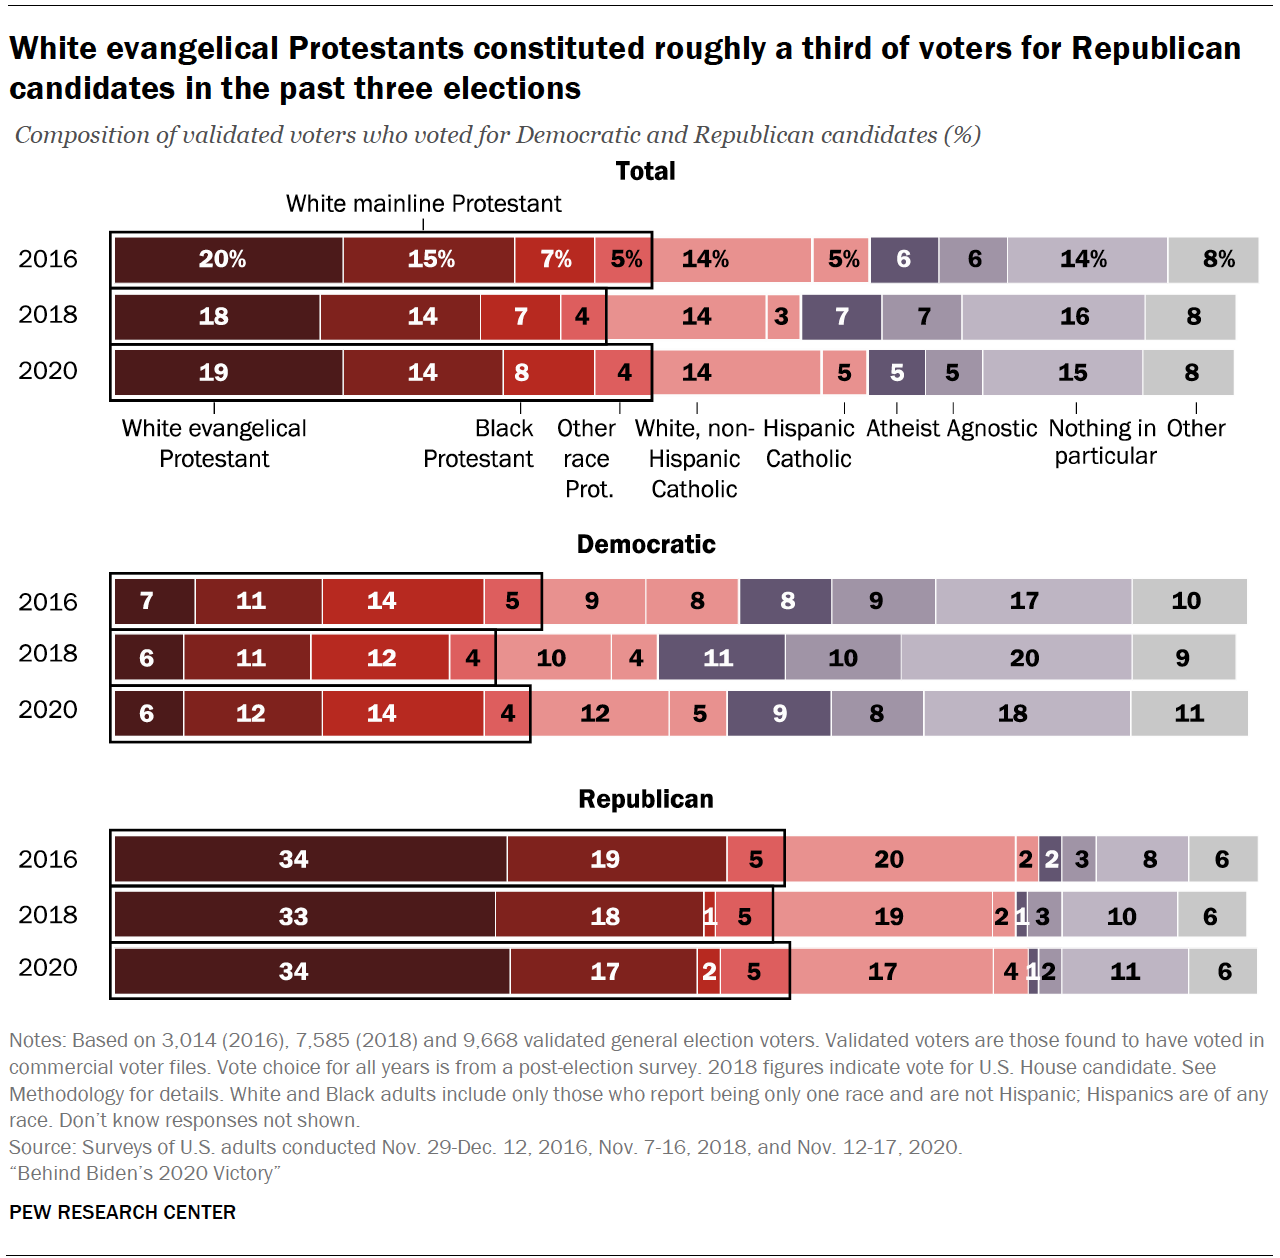 White evangelical Protestants constituted roughly a third of voters for Republican
candidates in the past three elections
Composition of validated voters who voted for Democratic and Republican candidates (%)
Total
White mainline Protestant
2016 20% 15% 7% 5% 14% 5% 6 6 14% 8%
2018 18 14 7 4 14 3 7 7 16 8
2020 19 14 8 4 14 5 5 5 15 8
White evangelical Black Other White, non- Hispanic Atheist Agnostic Nothing in Other
Protestant Protestant race Hispanic Catholic particular
Prot. Catholic
Democratic
2016 7 11 14 5 9 8 8 9 17 10
2018 6 11 12 4 10 4 11 10 20 9
2020 6 12 14 4 12 5 9 8 18 11
Republican
2016 34 19 5 20 2 2 3 8 6
2018 33 18 1 5 19 2 1 3 10 6
2020 34 17 2 5 17 4 1 2 11 6
Notes: Based on 3,014 (2016), 7,585 (2018) and 9,668 validated general election voters. Validated voters are those found to have voted in
commercial voter files. Vote choice for all years is from a post-election survey. 2018 figures indicate vote for U.S. House candidate. See
Methodology for details. White and Black adults include only those who report being only one race and are not Hispanic; Hispanics are of any
race. Don’t know responses not shown.
Source: Surveys of U.S. adults conducted Nov. 29-Dec. 12, 2016, Nov. 7-16, 2018, and Nov. 12-17, 2020.
“Behind Biden’s 2020 Victory”
PEW RESEARCH CENTER